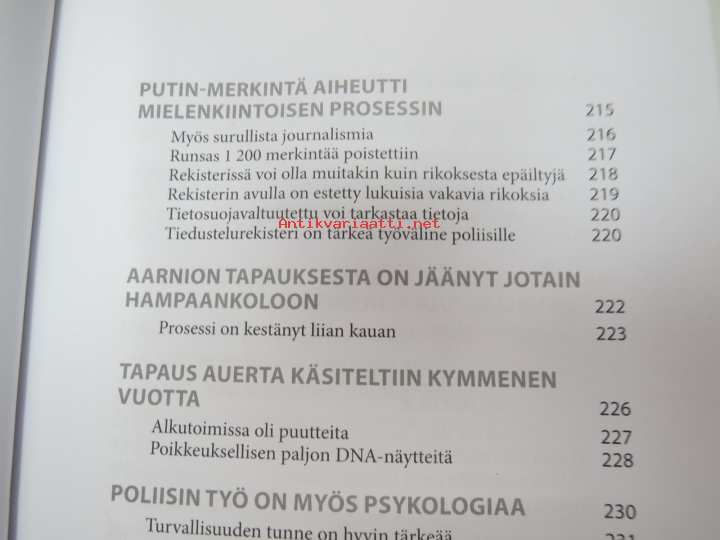 PUTIN-MERKINTÄ AIHEUTTI
MIELENKIINTOISEN PROSESSIN 215
Myös surullista journalismia 216
Runsas 1 200 merkintää poistettiin 217
Rekisterissä voi olla muitakin kuin rikoksesta epäiltyjä 218
Rekisterin avulla on estetty lukuisia vakavia rikoksia 219
Tietosuojavaltuutettu voi tarkastaa tietoja 220
Antikvariaatti.net
Tiedustelurekisteri on tärkeä työväline poliisille 220
AARNION TAPAUKSESTA ON JÄÄNYT JOTAIN
HAMPAANKOLOON 222
Prosessi on kestänyt liian kauan 223
TAPAUS AUERTA KÄSITELTIIN KYMMENEN
VUOTTA 226
Alkutoimissa oli puutteita 227
Poikkeuksellisen paljon DNA-näytteitä 228
POLIISIN TYÖ ON MYÖS PSYKOLOGIAA 230
Turvallisuuden tunne on hyvin tärkeää 231